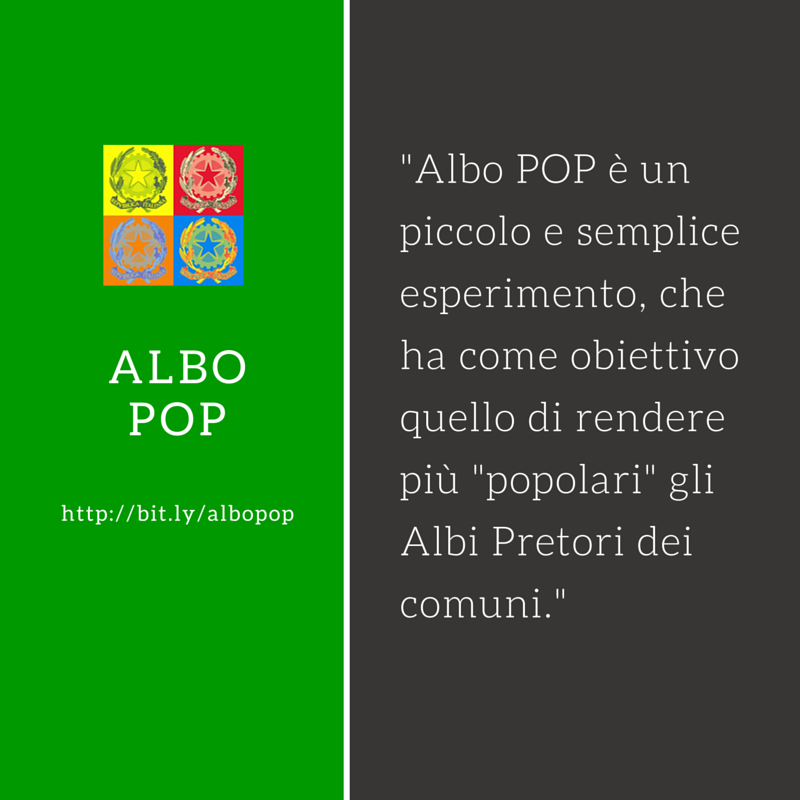 ALBO
POP
http://bit.ly/albopop
"Albo POP è un
piccolo e semplice
esperimento, che
ha come obiettivo
quello di rendere
più "popolari" gli
Albi Pretori dei
comuni."